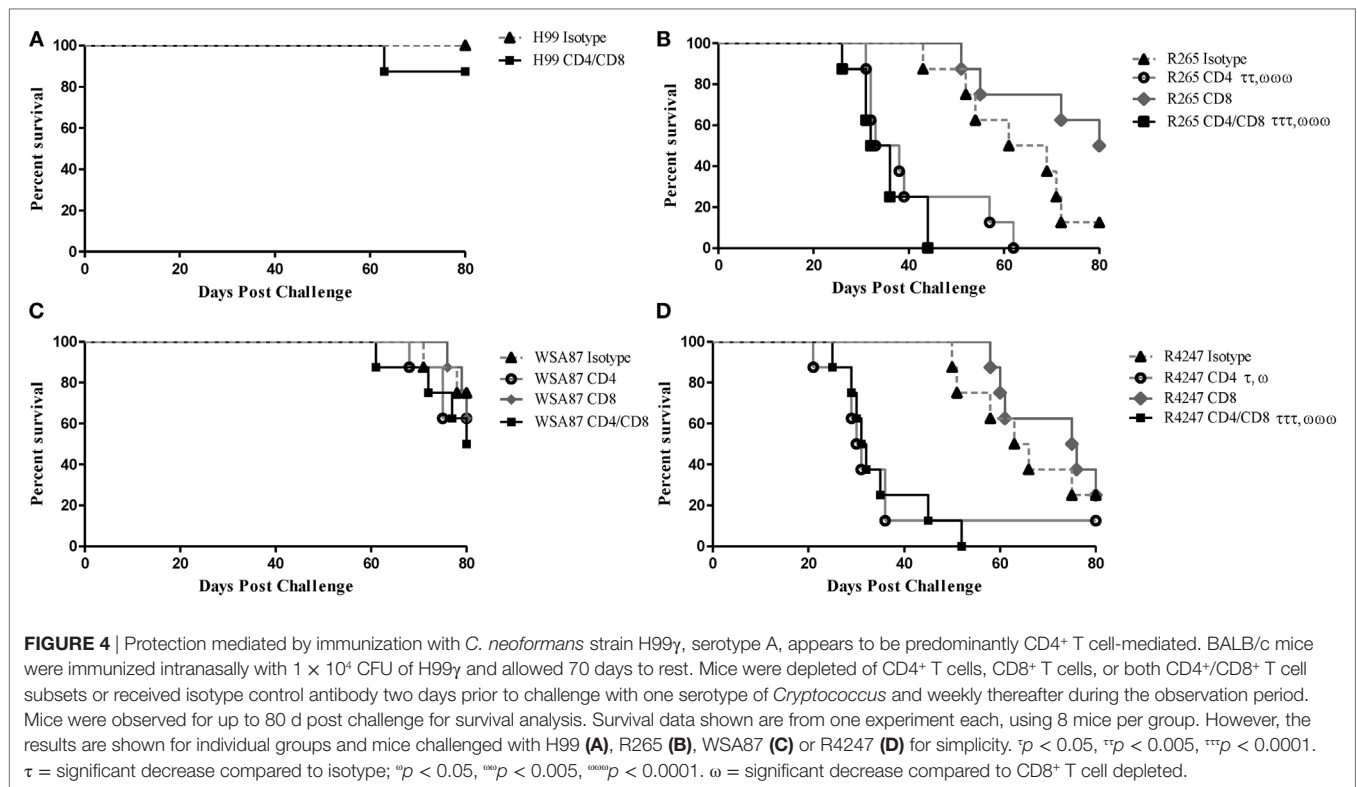 A
H99 Isotype
H99 CD4/CD8
Percent survival
100
80
60
40
20
0
0 20 40 60 80
Days Post Challenge
B
R265 Isotype
R265 CD4 ττ,ωωω
R265 CD8
R265 CD4/CD8 τττ,ωωω
Percent survival
100
80
60
40
20
0
0 20 40 60 80
Days Post Challenge
C
WSA87 Isotype
WSA87 CD4
WSA87 CD8
WSA87 CD4/CD8
Percent survival
100
80
60
40
20
0
0 20 40 60 80
Days Post Challenge
D
R4247 Isotype
R4247 CD4 τ, ω
R4247 CD8
R4247 CD4/CD8 τττ,ωωω
Percent survival
100
80
60
40
20
0
0 20 40 60 80
Days Post Challenge
FIGURE 4 | Protection mediated by immunization with C. neoformans strain H99γ, serotype A, appears to be predominantly CD4⁺ T cell-mediated. BALB/c mice
were immunized intranasally with 1 × 10⁴ CFU of H99γ and allowed 70 days to rest. Mice were depleted of CD4⁺ T cells, CD8⁺ T cells, or both CD4⁺/CD8⁺ T cell
subsets or received isotype control antibody two days prior to challenge with one serotype of Cryptococcus and weekly thereafter during the observation period.
Mice were observed for up to 80 d post challenge for survival analysis. Survival data shown are from one experiment each, using 8 mice per group. However, the
results are shown for individual groups and mice challenged with H99 (A), R265 (B), WSA87 (C) or R4247 (D) for simplicity. τp < 0.05, ττp < 0.005, τττp < 0.0001.
τ = significant decrease compared to isotype; ωp < 0.05, ωωp < 0.005, ωωωp < 0.0001. ω = significant decrease compared to CD8⁺ T cell depleted.